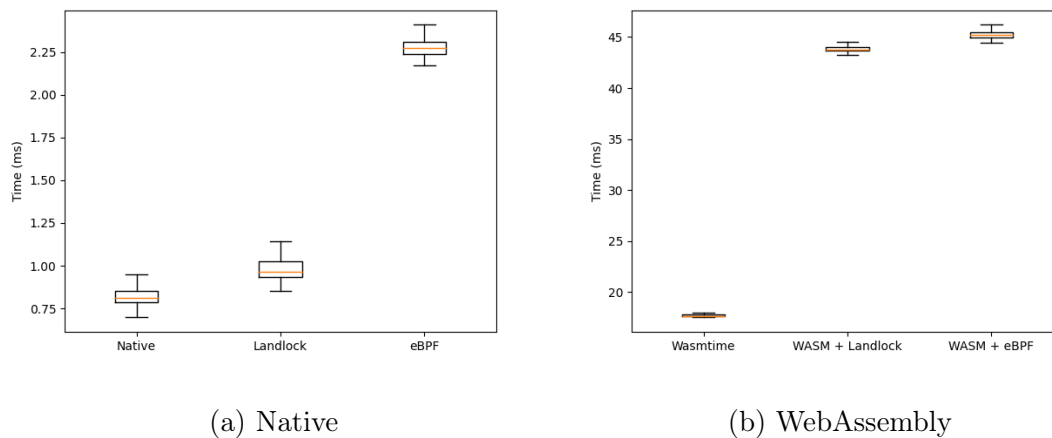 2.25
2.00
1.75
1.50
1.25
1.00
0.75
Time (ms)
Native Landlock eBPF
(a) Native
45
40
35
30
25
20
Time (ms)
Wasmtime WASM + Landlock WASM + eBPF
(b) WebAssembly